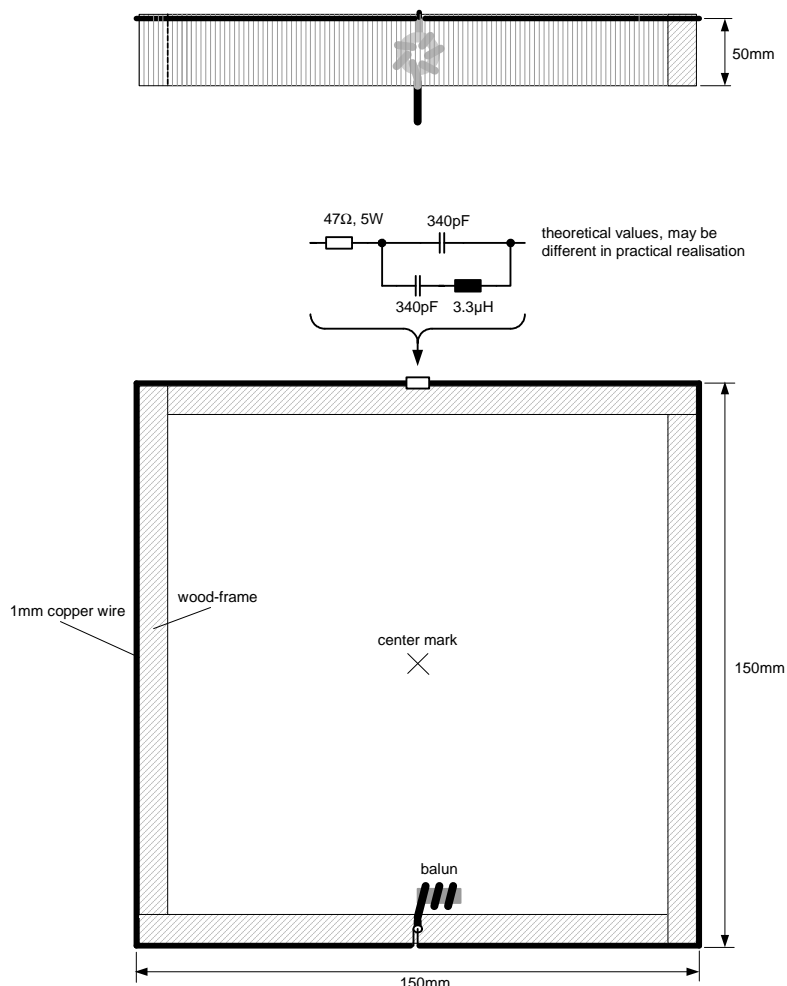 50mm
47Ω, 5W
340pF
theoretical values, may be
different in practical realisation
340pF
3.3µH
wood-frame
1mm copper wire
center mark
150mm
balun
150mm